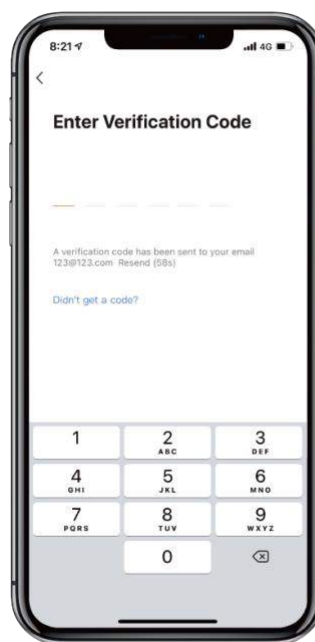 8:21
4G
Enter Verification Code
A verification code has been sent to your email
123@123.com Resend (58s)
Didn't get a code?
1
2
ABC
3
DEF
4
GHI
5
JKL
6
MNO
7
PQRS
8
TUV
9
WXYZ
0